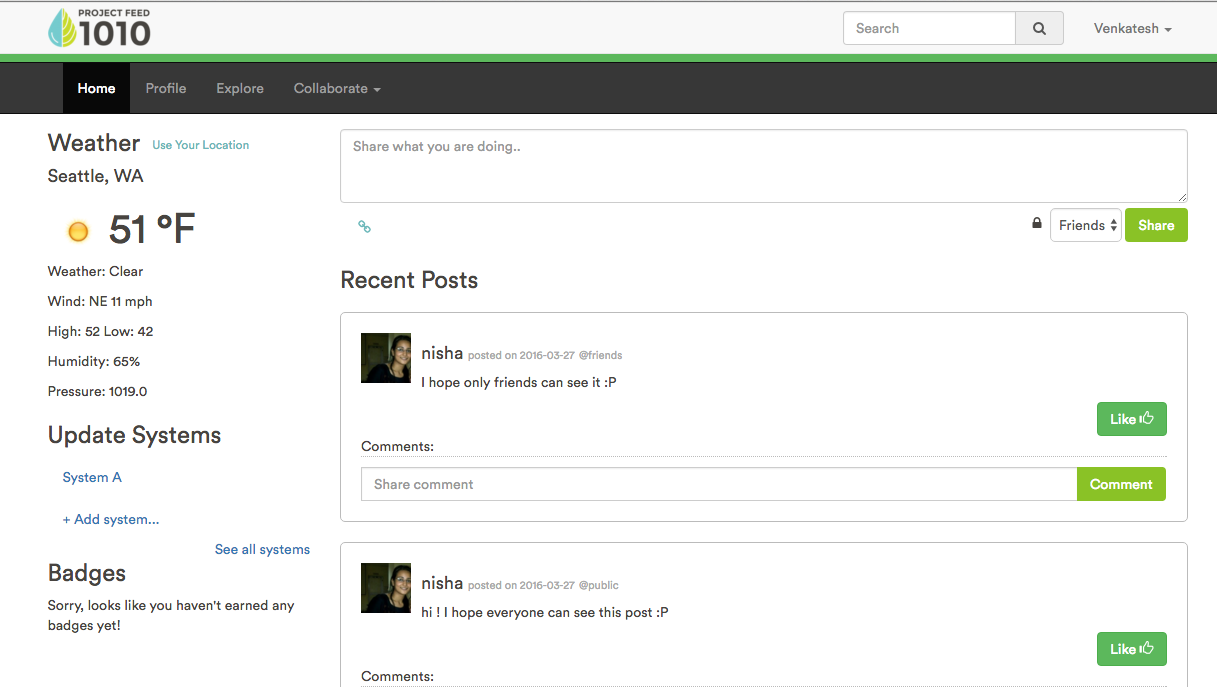 PROJECT FEED
1010
Search
Venkatesh
Home Profile Explore Collaborate
Weather Use Your Location
Seattle, WA
51 °F
Weather: Clear
Wind: NE 11 mph
High: 52 Low: 42
Humidity: 65%
Pressure: 1019.0
Update Systems
System A
+ Add system...
See all systems
Badges
Sorry, looks like you haven't earned any
badges yet!
Share what you are doing..
Friends Share
Recent Posts
nisha posted on 2016-03-27 @friends
I hope only friends can see it :P
Like
Comments:
Share comment Comment
nisha posted on 2016-03-27 @public
hi ! I hope everyone can see this post :P
Like
Comments: